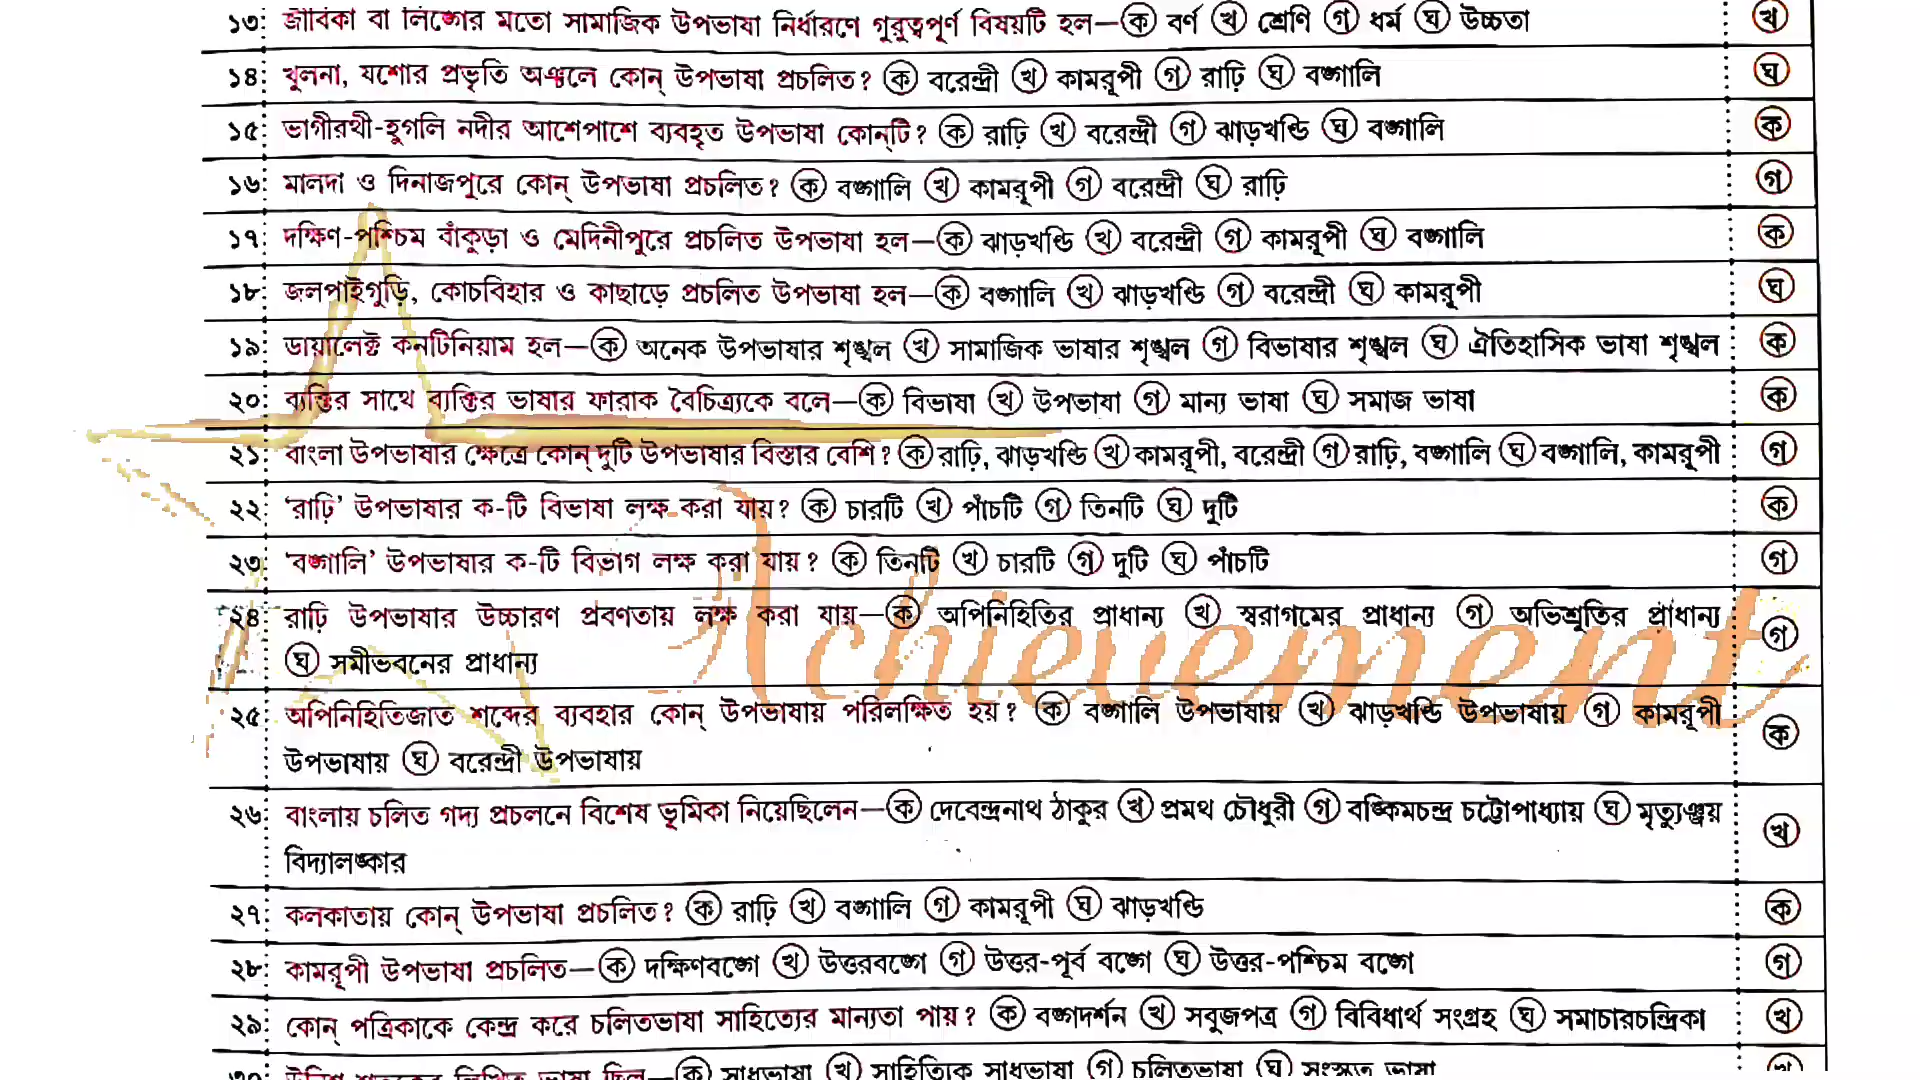 ১৩: জীবিকা বা লিঙ্গের মতো সামাজিক উপভাষা নির্ধারণে গুরুত্বপূর্ণ বিষয়টি হল—ক বর্ণ খ শ্রেণি গ ধর্ম ঘ উচ্চতা খ
১৪: খুলনা, যশোর প্রভৃতি অঞ্চলে কোন্ উপভাষা প্রচলিত? ক বরেন্দ্রী খ কামরূপী গ রাঢ়ি ঘ বঙ্গালি ঘ
১৫: ভাগীরথী-হুগলি নদীর আশেপাশে ব্যবহৃত উপভাষা কোন্‌টি? ক রাঢ়ি খ বরেন্দ্রী গ ঝাড়খণ্ডি ঘ বঙ্গালি ক
১৬: মালদা ও দিনাজপুরে কোন্ উপভাষা প্রচলিত? ক বঙ্গালি খ কামরূপী গ বরেন্দ্রী ঘ রাঢ়ি গ
১৭: দক্ষিণ-পশ্চিম বাঁকুড়া ও মেদিনীপুরে প্রচলিত উপভাষা হল—ক ঝাড়খণ্ডি খ বরেন্দ্রী গ কামরূপী ঘ বঙ্গালি ক
১৮: জলপাইগুড়ি, কোচবিহার ও কাছাড়ে প্রচলিত উপভাষা হল—ক বঙ্গালি খ ঝাড়খণ্ডি গ বরেন্দ্রী ঘ কামরূপী ঘ
১৯: ডায়ালেক্ট কনটিনিয়াম হল—ক অনেক উপভাষার শৃঙ্খল খ সামাজিক ভাষার শৃঙ্খল গ বিভাষার শৃঙ্খল ঘ ঐতিহাসিক ভাষা শৃঙ্খল ক
২০: ব্যক্তির সাথে ব্যক্তির ভাষার ফারাক বৈচিত্র্যকে বলে—ক বিভাষা খ উপভাষা গ মান্য ভাষা ঘ সমাজ ভাষা ক
২১: বাংলা উপভাষার ক্ষেত্রে কোন্ দুটি উপভাষার বিস্তার বেশি? ক রাঢ়ি, ঝাড়খণ্ডি খ কামরূপী, বরেন্দ্রী গ রাঢ়ি, বঙ্গালি ঘ বঙ্গালি, কামরূপী গ
২২: ‘রাঢ়ি’ উপভাষার ক-টি বিভাষা লক্ষ করা যায়? ক চারটি খ পাঁচটি গ তিনটি ঘ দুটি ক
২৩: ‘বঙ্গালি’ উপভাষার ক-টি বিভাগ লক্ষ করা যায়? ক তিনটি খ চারটি গ দুটি ঘ পাঁচটি গ
২৪: রাঢ়ি উপভাষার উচ্চারণ প্রবণতায় লক্ষ করা যায়—ক অপিনিহিতির প্রাধান্য খ স্বরাগমের প্রাধান্য গ অভিশ্রুতির প্রাধান্য গ
ঘ সমীভবনের প্রাধান্য
Achievement
২৫: অপিনিহিতিজাত শব্দের ব্যবহার কোন্ উপভাষায় পরিলক্ষিত হয়? ক বঙ্গালি উপভাষায় খ ঝাড়খণ্ডি উপভাষায় গ কামরূপী ক
উপভাষায় ঘ বরেন্দ্রী উপভাষায়
২৬: বাংলায় চলিত গদ্য প্রচলনে বিশেষ ভূমিকা নিয়েছিলেন—ক দেবেন্দ্রনাথ ঠাকুর খ প্রমথ চৌধুরী গ বঙ্কিমচন্দ্র চট্টোপাধ্যায় ঘ মৃত্যুঞ্জয় খ
বিদ্যালঙ্কার
২৭: কলকাতায় কোন্ উপভাষা প্রচলিত? ক রাঢ়ি খ বঙ্গালি গ কামরূপী ঘ ঝাড়খণ্ডি ক
২৮: কামরূপী উপভাষা প্রচলিত—ক দক্ষিণবঙ্গে খ উত্তরবঙ্গে গ উত্তর-পূর্ব বঙ্গে ঘ উত্তর-পশ্চিম বঙ্গে গ
২৯: কোন্ পত্রিকাকে কেন্দ্র করে চলিতভাষা সাহিত্যের মান্যতা পায়? ক বঙ্গদর্শন খ সবুজপত্র গ বিবিধার্থ সংগ্রহ ঘ সমাচারচন্দ্রিকা খ
৩০: উনিশ শতকের লিখিত ভাষা ছিল—ক সাধুভাষা খ সাহিত্যিক সাধুভাষা গ চলিতভাষা ঘ সংস্কৃত ভাষা খ